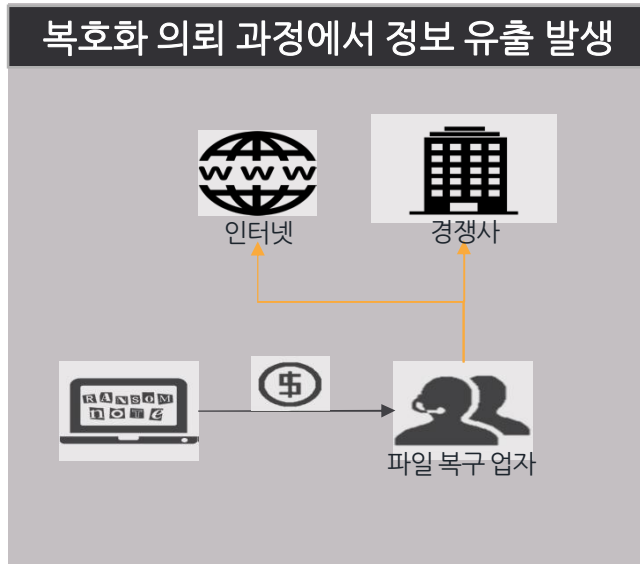 복호화 의뢰 과정에서 정보 유출 발생
WWW
인터넷
경쟁사
RANSOM
NOTE
$
파일 복구 업자